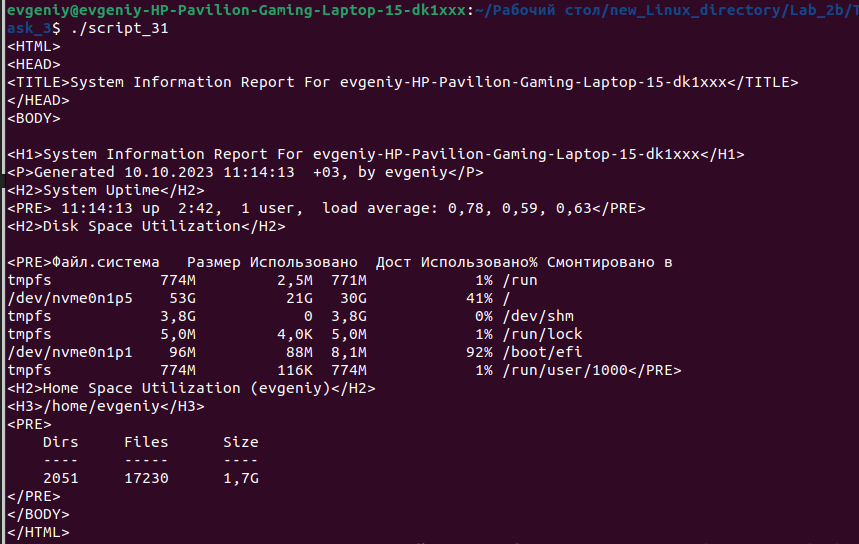 evgeniy@evgeniy-HP-Pavilion-Gaming-Laptop-15-dk1xxx:~/Рабочий стол/new_Linux_directory/Lab_2b/T
ask_3$ ./script_31
<HTML>
<HEAD>
<TITLE>System Information Report For evgeniy-HP-Pavilion-Gaming-Laptop-15-dk1xxx</TITLE>
</HEAD>
<BODY>

<H1>System Information Report For evgeniy-HP-Pavilion-Gaming-Laptop-15-dk1xxx</H1>
<P>Generated 10.10.2023 11:14:13  +03, by evgeniy</P>
<H2>System Uptime</H2>
<PRE> 11:14:13 up  2:42,  1 user,  load average: 0,78, 0,59, 0,63</PRE>
<H2>Disk Space Utilization</H2>

<PRE>Файл.система   Размер Использовано  Дост Использовано% Смонтировано в
tmpfs            774M         2,5M  771M            1% /run
/dev/nvme0n1p5    53G          21G   30G           41% /
tmpfs            3,8G            0  3,8G            0% /dev/shm
tmpfs            5,0M         4,0K  5,0M            1% /run/lock
/dev/nvme0n1p1    96M          88M  8,1M           92% /boot/efi
tmpfs            774M         116K  774M            1% /run/user/1000</PRE>
<H2>Home Space Utilization (evgeniy)</H2>
<H3>/home/evgeniy</H3>
<PRE>
    Dirs     Files      Size
    ----     -----      ----
    2051     17230      1,7G
</PRE>
</BODY>
</HTML>